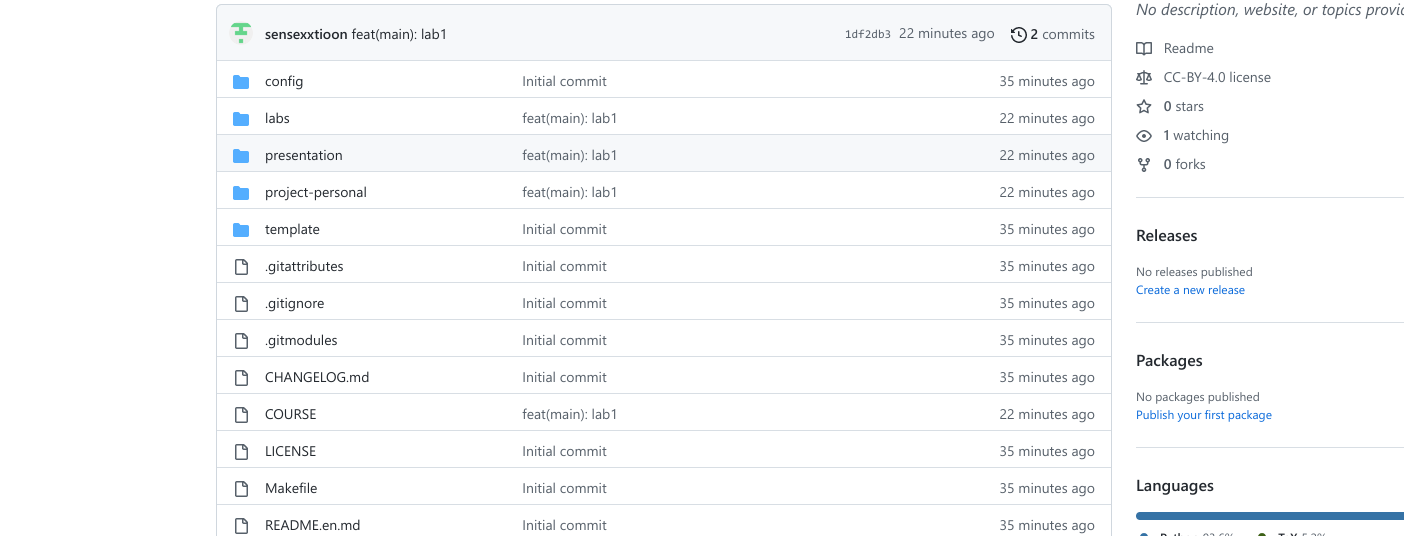 sensexxtioon feat(main): lab1 1df2db3 22 minutes ago 2 commits
config Initial commit 35 minutes ago
labs feat(main): lab1 22 minutes ago
presentation feat(main): lab1 22 minutes ago
project-personal feat(main): lab1 22 minutes ago
template Initial commit 35 minutes ago
.gitattributes Initial commit 35 minutes ago
.gitignore Initial commit 35 minutes ago
.gitmodules Initial commit 35 minutes ago
CHANGELOG.md Initial commit 35 minutes ago
COURSE feat(main): lab1 22 minutes ago
LICENSE Initial commit 35 minutes ago
Makefile Initial commit 35 minutes ago
README.en.md Initial commit 35 minutes ago
No description, website, or topics
Readme
CC-BY-4.0 license
0 stars
1 watching
0 forks
Releases
No releases published
Create a new release
Packages
No packages published
Publish your first package
Languages